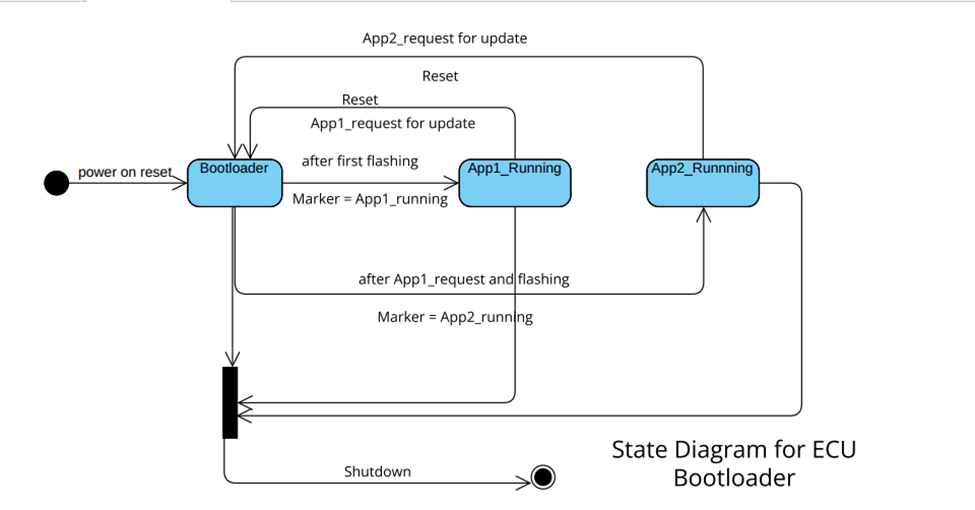 App2_request for update
Reset
Reset
App1_request for update
power on reset
Bootloader
after first flashing
Marker = App1_running
App1_Running
App2_Runnning
after App1_request and flashing
Marker = App2_running
Shutdown
State Diagram for ECU
Bootloader